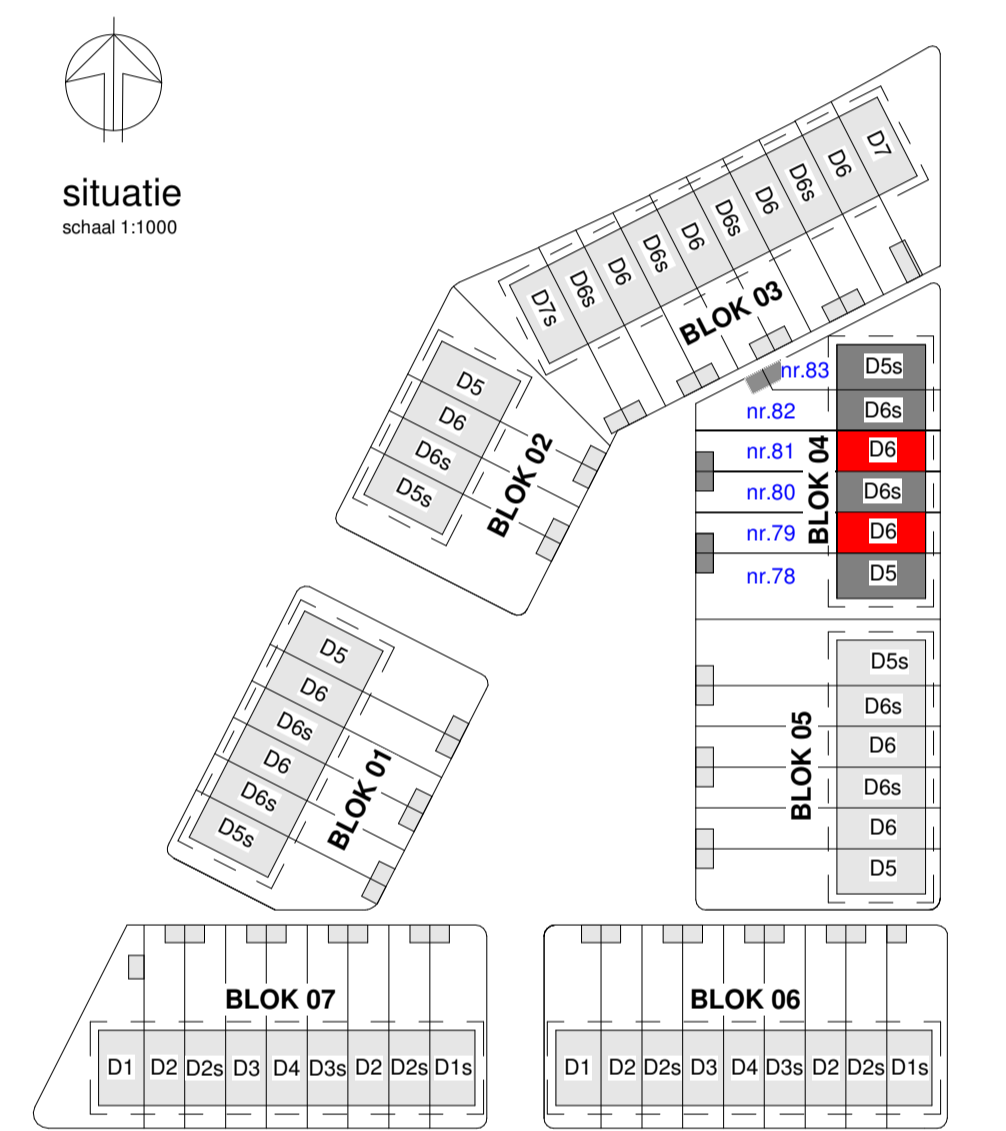 situatie
schaal 1:1000
D7s
D6s
D6
D6s
D6
D6s
D6
D6s
D6
D7
BLOK 03
D5
D6
D6s
D5s
BLOK 02
nr.83
D5s
nr.82
D6s
nr.81
D6
nr.80
D6s
nr.79
D6
nr.78
D5
BLOK 04
D5
D6
D6s
D6
D6s
D5s
BLOK 01
D5s
D6s
D6
D6s
D6
D5
BLOK 05
BLOK 07
D1 D2 D2s D3 D4 D3s D2 D2s D1s
BLOK 06
D1 D2 D2s D3 D4 D3s D2 D2s D1s